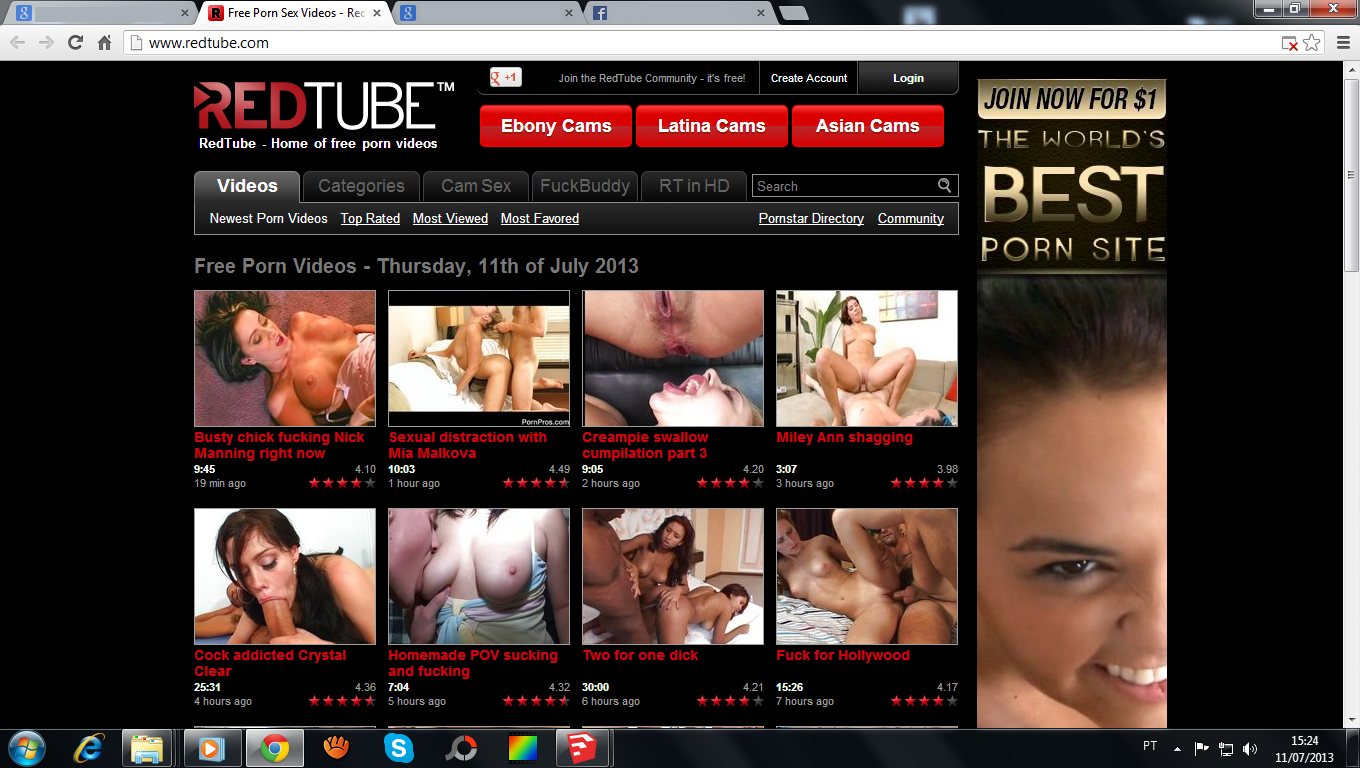 Free Porn Sex Videos - Red
www.redtube.com
+1
Join the RedTube Community - it's free!
Create Account
Login
REDTUBE™
RedTube - Home of free porn videos
Ebony Cams
Latina Cams
Asian Cams
JOIN NOW FOR $1
THE WORLD'S
BEST
PORN SITE
Videos
Categories
Cam Sex
FuckBuddy
RT in HD
Search
Newest Porn Videos
Top Rated
Most Viewed
Most Favored
Pornstar Directory
Community
Free Porn Videos - Thursday, 11th of July 2013
PornPros.com
Busty chick fucking Nick
Manning right now
9:45
4.10
19 min ago
Sexual distraction with
Mia Malkova
10:03
4.49
1 hour ago
Creampie swallow
cumpilation part 3
9:05
4.20
2 hours ago
Miley Ann shagging
3:07
3.98
3 hours ago
Cock addicted Crystal
Clear
25:31
4.36
4 hours ago
Homemade POV sucking
and fucking
7:04
4.32
5 hours ago
Two for one dick
30:00
4.21
6 hours ago
Fuck for Hollywood
15:26
4.17
7 hours ago
PT
15:24
11/07/2013